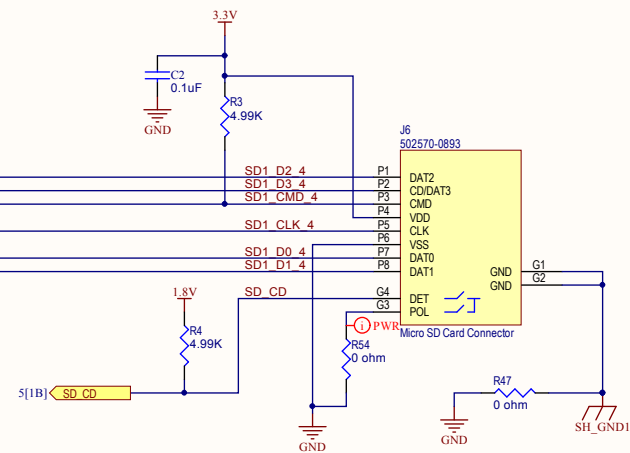 3.3V
C2
0.1uF
GND
R3
4.99K
J6
502570-0893
SD1_D2_4 P1 DAT2
SD1_D3_4 P2 CD/DAT3
SD1_CMD_4 P3 CMD
P4 VDD
SD1_CLK_4 P5 CLK
P6 VSS
SD1_D0_4 P7 DAT0
SD1_D1_4 P8 DAT1
GND G1
GND G2
1.8V
SD_CD G4 DET
G3 POL
i PWR
Micro SD Card Connector
R4
4.99K
R54
0 ohm
5[1B] SD_CD
R47
0 ohm
GND
GND
SH_GND1